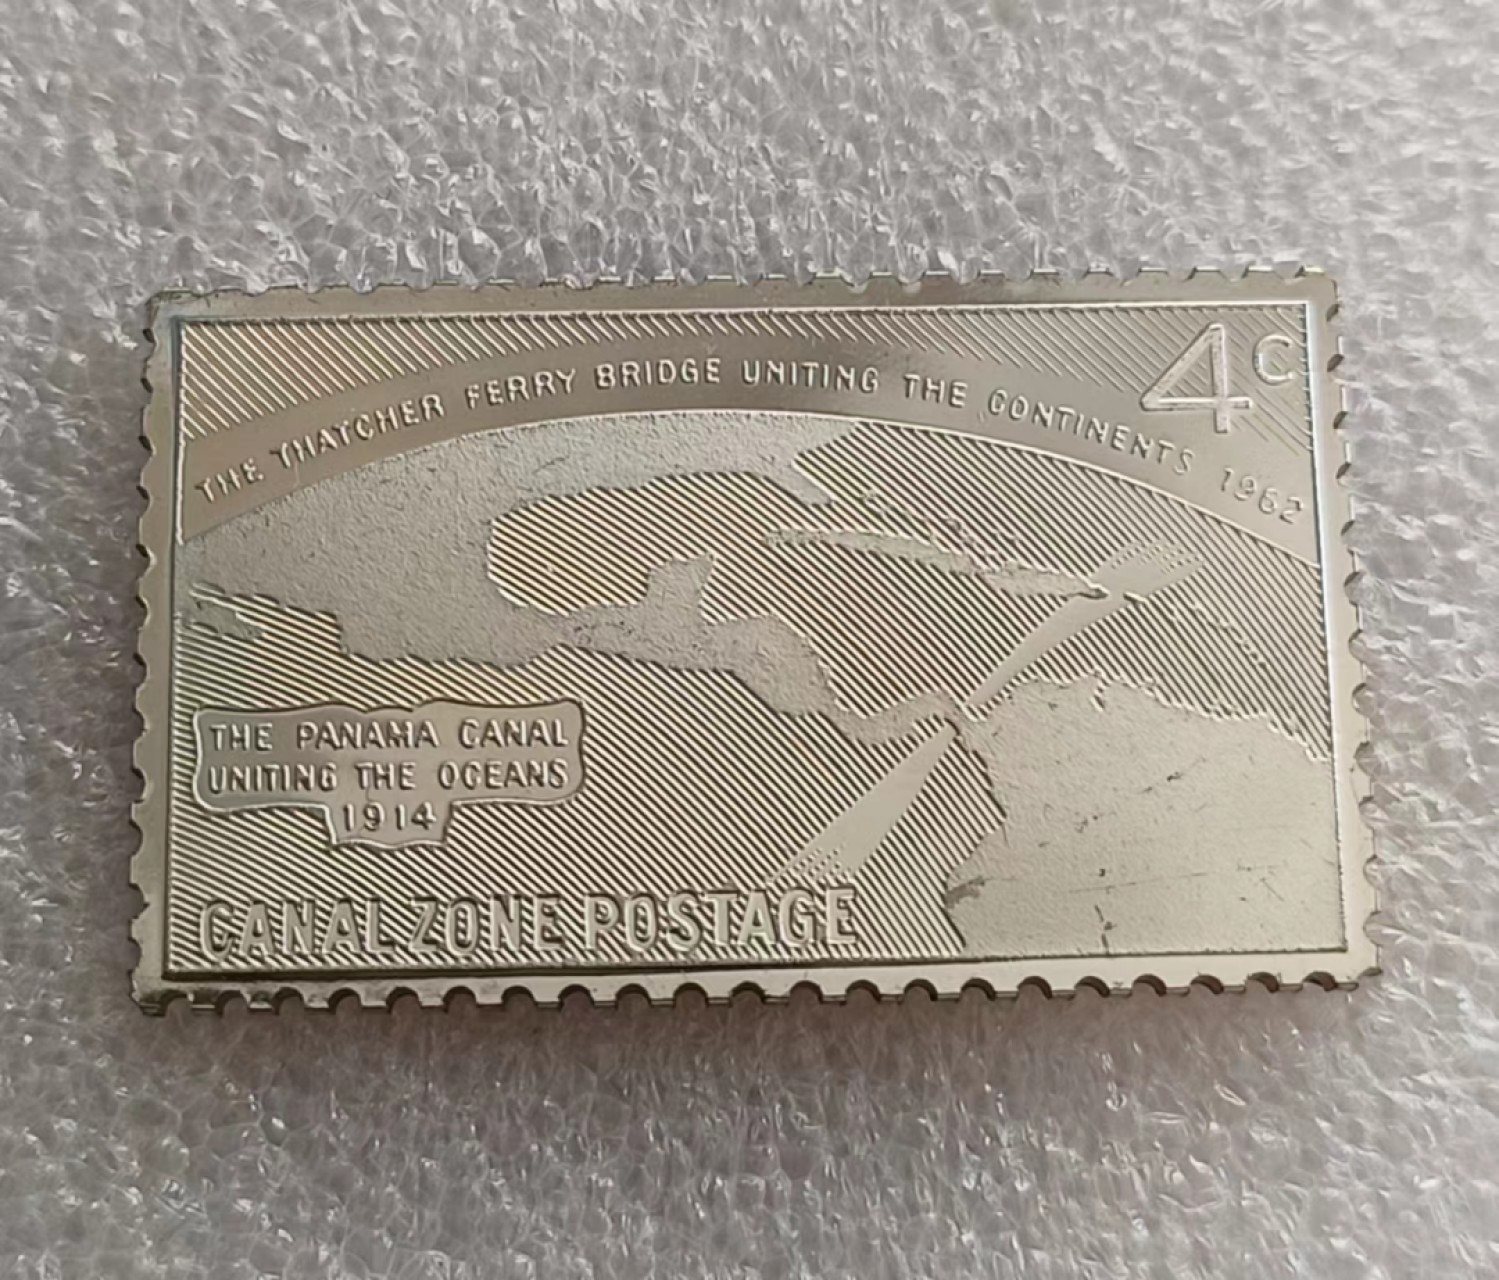 4c
THE THATCHER FERRY BRIDGE UNITING THE CONTINENTS 1962
THE PANAMA CANAL
UNITING THE OCEANS
1914
CANAL ZONE POSTAGE